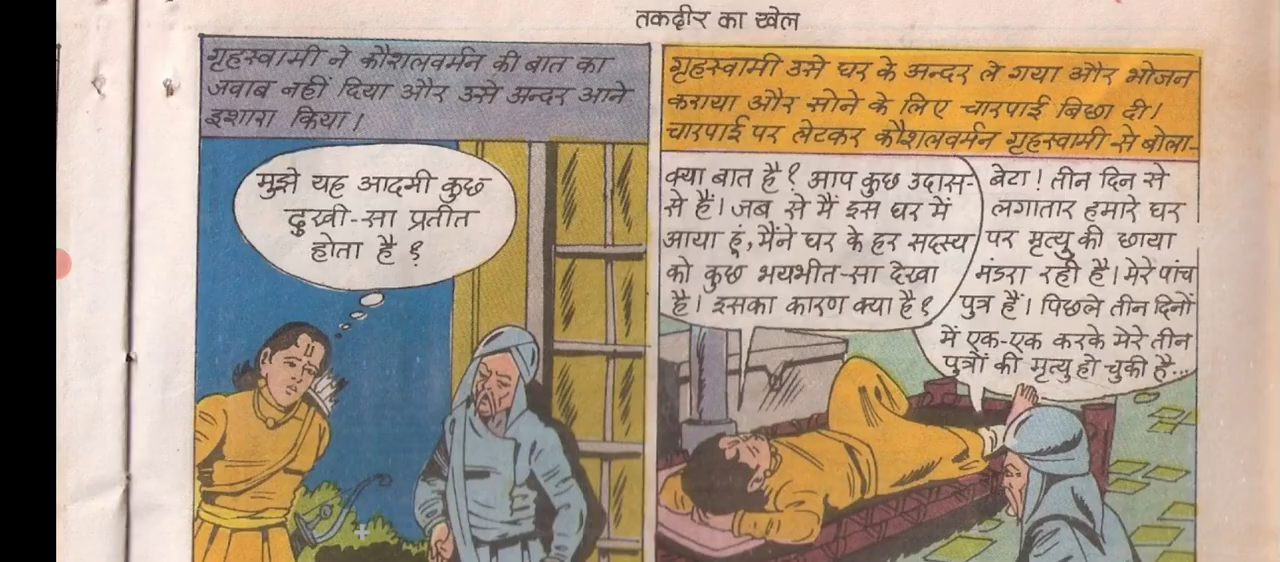 तकदीर का खेल
गृहस्वामी ने कौशलवर्मन की बात का
जवाब नहीं दिया और उसे अन्दर आने
इशारा किया।
मुझे यह आदमी कुछ
दुखी-सा प्रतीत
होता है ?
गृहस्वामी उसे घर के अन्दर ले गया और भोजन
कराया और सोने के लिए चारपाई बिछा दी।
चारपाई पर लेटकर कौशलवर्मन गृहस्वामी से बोला-
क्या बात है? आप कुछ उदास-
से हैं। जब से मैं इस घर में
आया हूं, मैंने घर के हर सदस्य
को कुछ भयभीत-सा देखा
है। इसका कारण क्या है?
बेटा! तीन दिन से
लगातार हमारे घर
पर मृत्यु की छाया
मंडरा रही है। मेरे पांच
पुत्र हैं। पिछले तीन दिनों
में एक-एक करके मेरे तीन
पुत्रों की मृत्यु हो चुकी है...